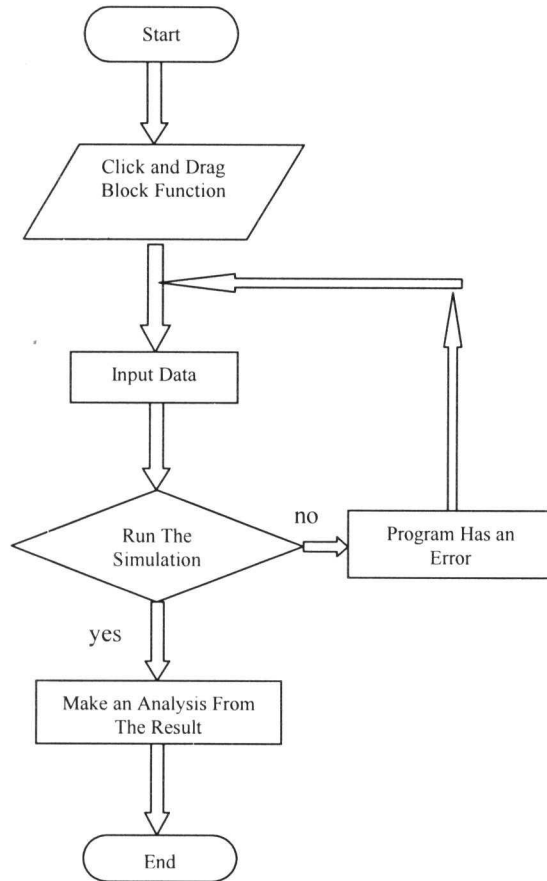 Start
Click and Drag
Block Function
Input Data
Run The
Simulation
no
Program Has an
Error
yes
Make an Analysis From
The Result
End